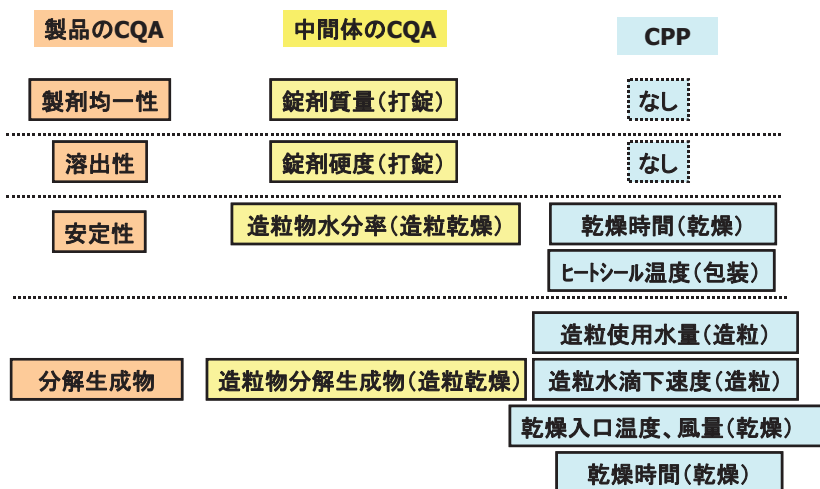 製品のCQA
中間体のCQA
CPP
製剤均一性
錠剤質量(打錠)
なし
溶出性
錠剤硬度(打錠)
なし
安定性
造粒物水分率(造粒乾燥)
乾燥時間(乾燥)
ヒートシール温度(包装)
造粒使用水量(造粒)
分解生成物
造粒物分解生成物(造粒乾燥)
造粒水滴下速度(造粒)
乾燥入口温度、風量(乾燥)
乾燥時間(乾燥)